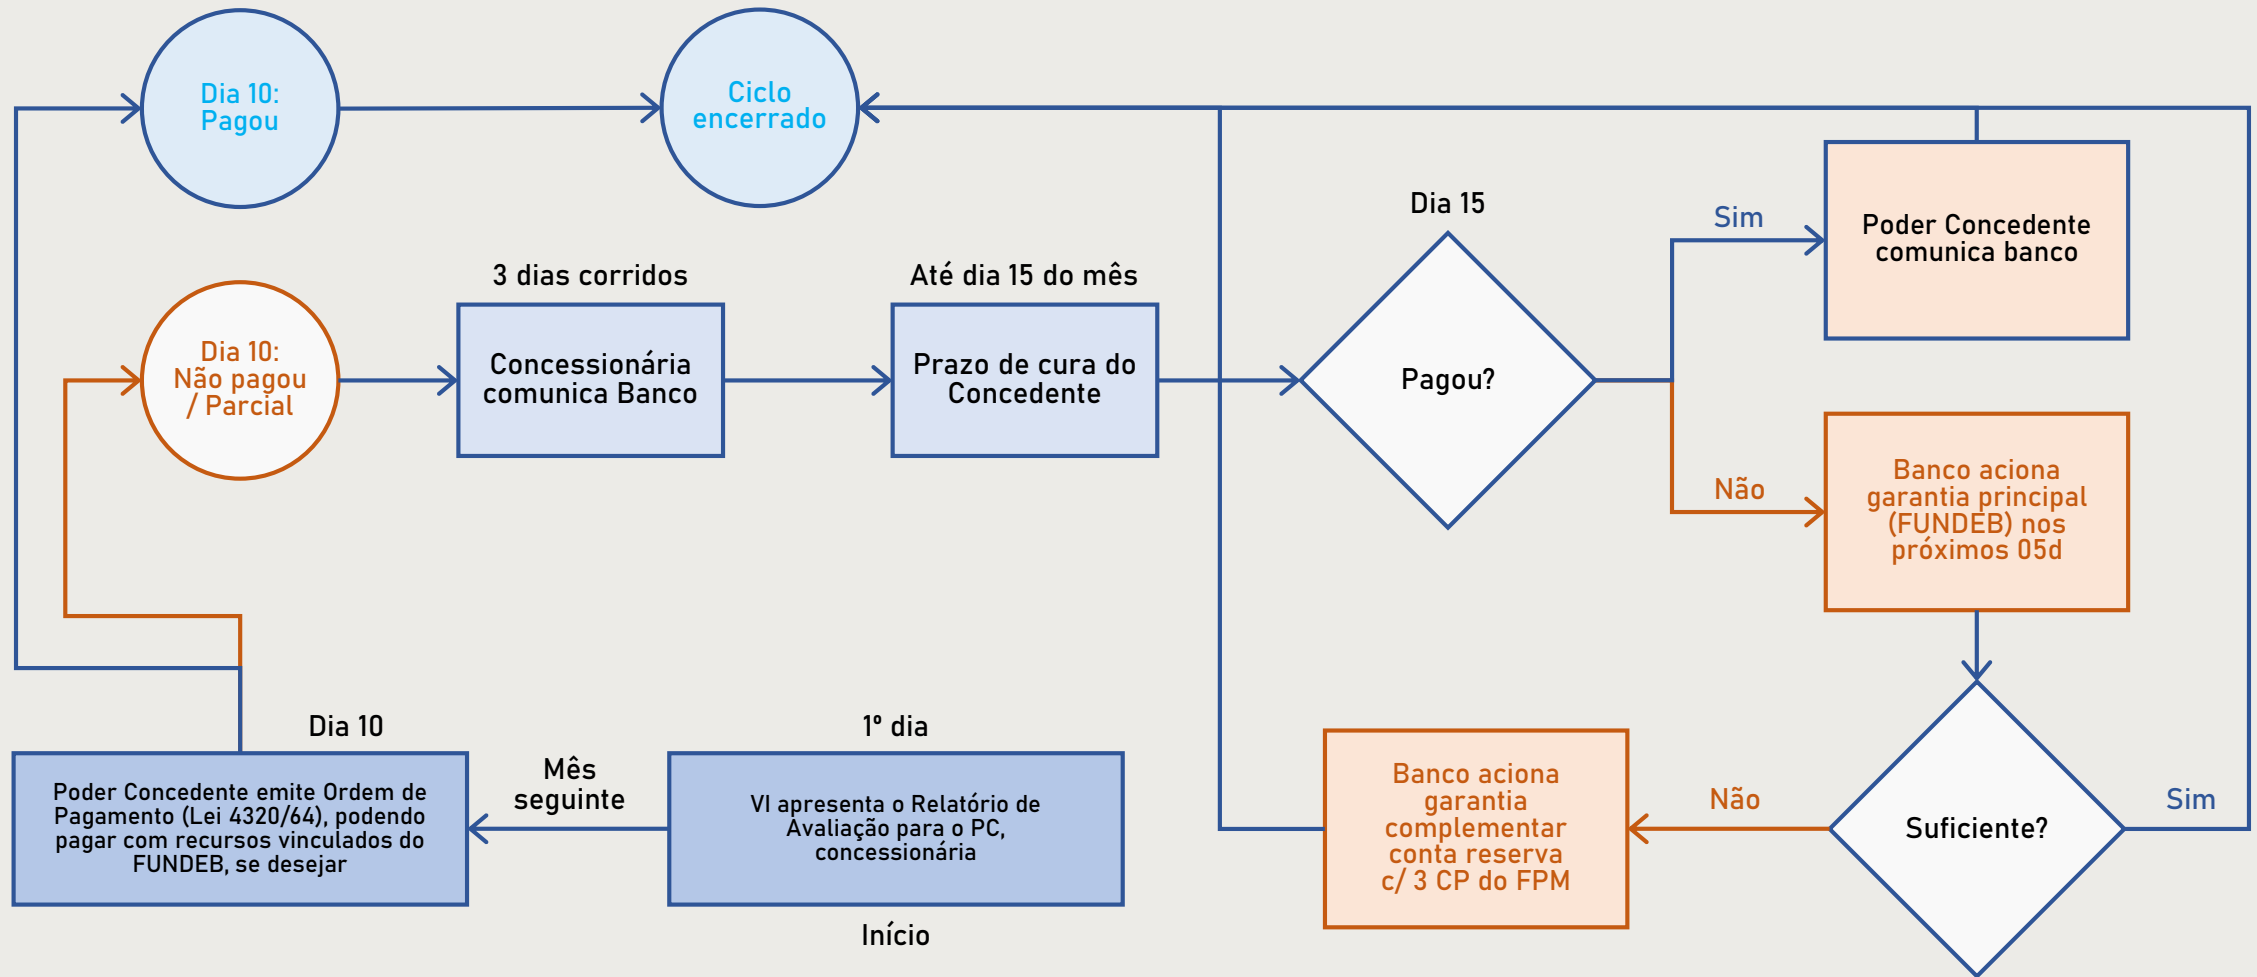 Dia 10:
Pagou
Ciclo
encerrado
Dia 15
Sim
Poder Concedente
comunica banco
3 dias corridos
Até dia 15 do mês
Dia 10:
Não pagou
/ Parcial
Concessionária
comunica Banco
Prazo de cura do
Concedente
Pagou?
Não
Banco aciona
garantia principal
(FUNDEB) nos
próximos 05d
Dia 10
1º dia
Mês
seguinte
Poder Concedente emite Ordem de
Pagamento (Lei 4320/64), podendo
pagar com recursos vinculados do
FUNDEB, se desejar
VI apresenta o Relatório de
Avaliação para o PC,
concessionária
Início
Banco aciona
garantia
complementar
conta reserva
c/ 3 CP do FPM
Não
Suficiente?
Sim